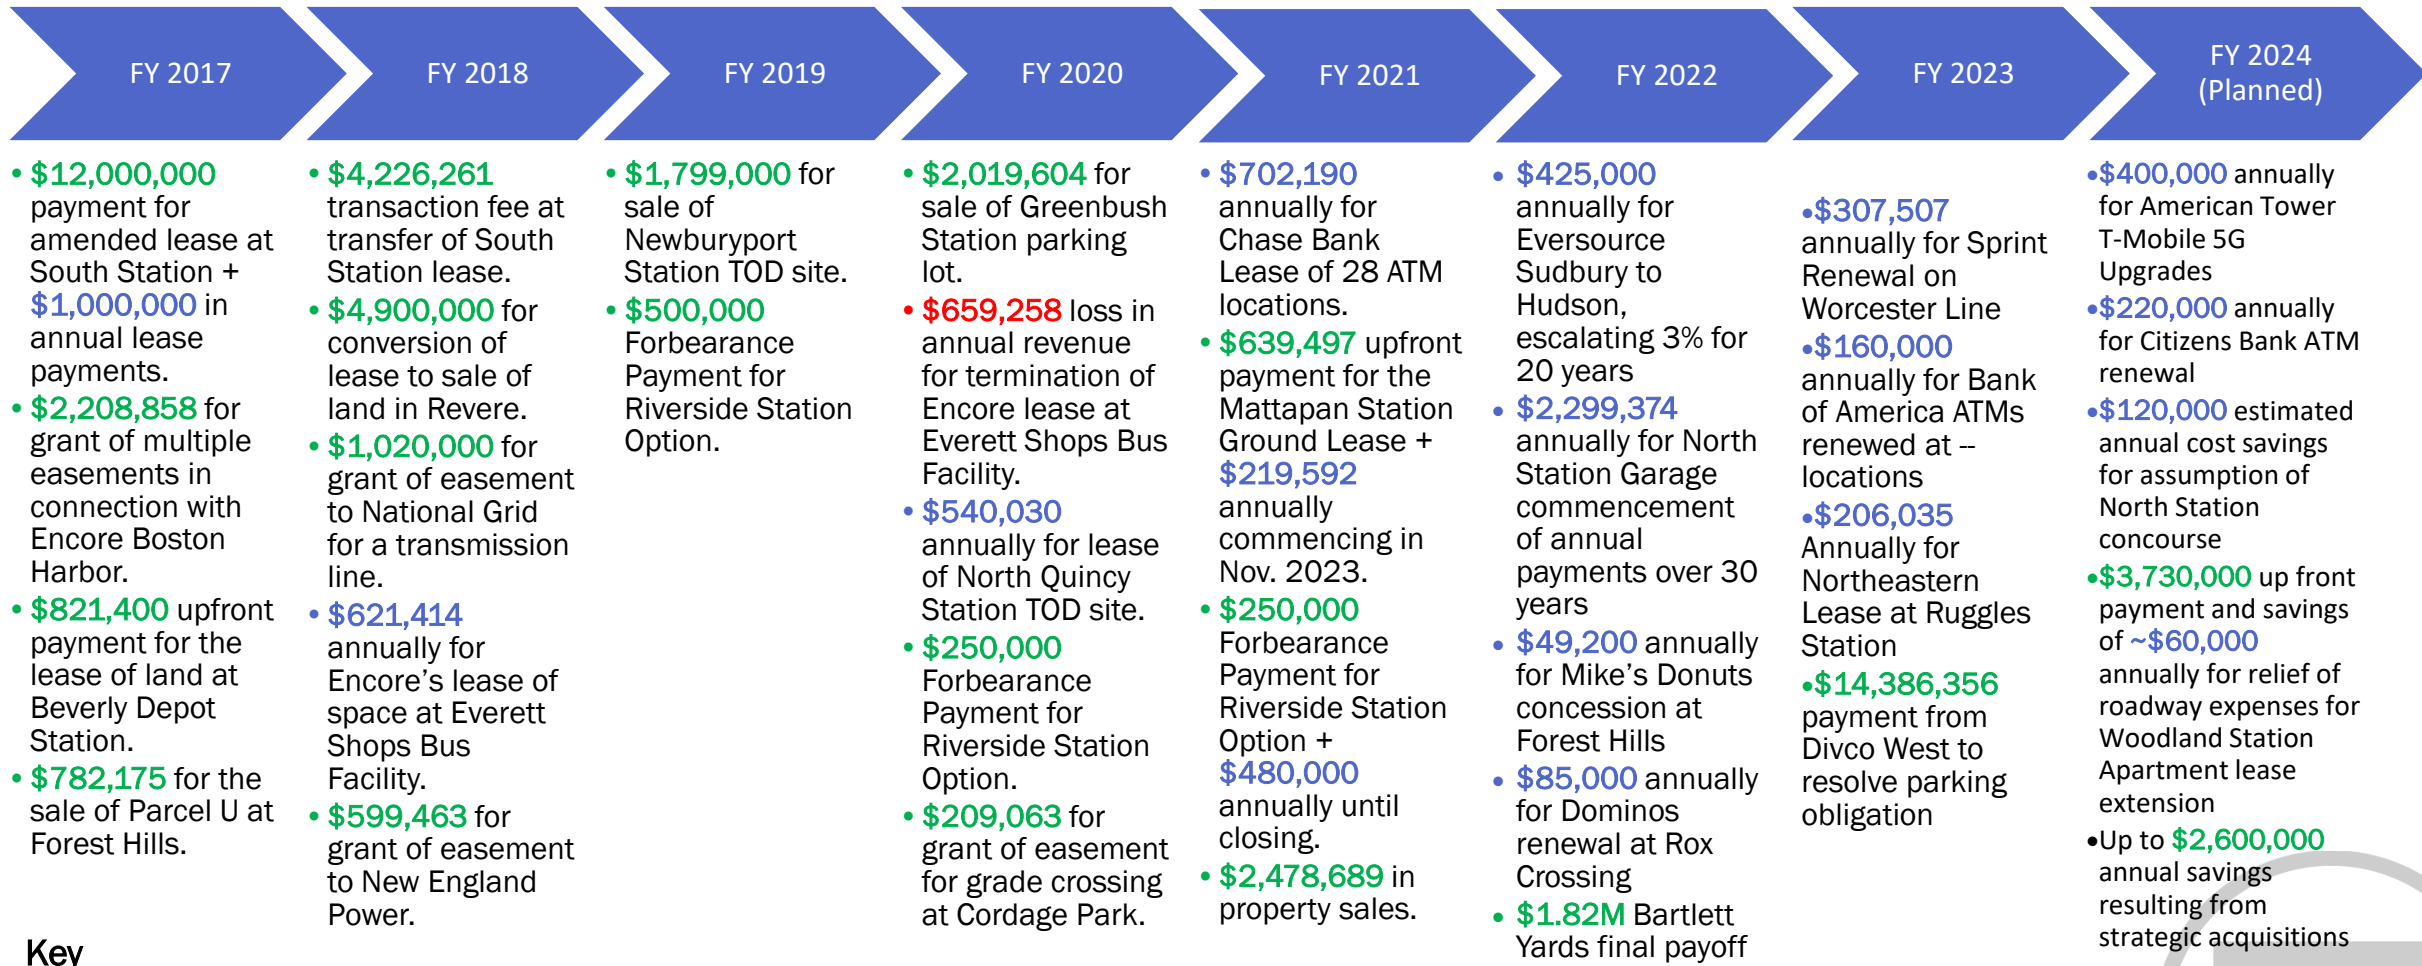 FY 2017
• $12,000,000
payment for
amended lease at
South Station +
$1,000,000 in
annual lease
payments.
• $2,208,858 for
grant of multiple
easements in
connection with
Encore Boston
Harbor.
• $821,400 upfront
payment for the
lease of land at
Beverly Depot
Station.
• $782,175 for the
sale of Parcel U at
Forest Hills.
FY 2018
• $4,226,261
transaction fee at
transfer of South
Station lease.
• $4,900,000 for
conversion of
lease to sale of
land in Revere.
• $1,020,000 for
grant of easement
to National Grid
for a transmission
line.
• $621,414
annually for
Encore’s lease of
space at Everett
Shops Bus
Facility.
• $599,463 for
grant of easement
to New England
Power.
FY 2019
• $1,799,000 for
sale of
Newburyport
Station TOD site.
• $500,000
Forbearance
Payment for
Riverside Station
Option.
FY 2020
• $2,019,604 for
sale of Greenbush
Station parking
lot.
• $659,258 loss in
annual revenue
for termination of
Encore lease at
Everett Shops Bus
Facility.
• $540,030
annually for lease
of North Quincy
Station TOD site.
• $250,000
Forbearance
Payment for
Riverside Station
Option.
• $209,063 for
grant of easement
for grade crossing
at Cordage Park.
FY 2021
• $702,190
annually for
Chase Bank
Lease of 28 ATM
locations.
• $639,497 upfront
payment for the
Mattapan Station
Ground Lease +
$219,592
annually
commencing in
Nov. 2023.
• $250,000
Forbearance
Payment for
Riverside Station
Option +
$480,000
annually until
closing.
• $2,478,689 in
property sales.
FY 2022
• $425,000
annually for
Eversource
Sudbury to
Hudson,
escalating 3% for
20 years
• $2,299,374
annually for North
Station Garage
commencement
of annual
payments over 30
years
• $49,200 annually
for Mike’s Donuts
concession at
Forest Hills
• $85,000 annually
for Dominos
renewal at Rox
Crossing
• $1.82M Bartlett
Yards final payoff
FY 2023
•$307,507
annually for Sprint
Renewal on
Worcester Line
•$160,000
annually for Bank
of America ATMs
renewed at --
locations
•$206,035
Annually for
Northeastern
Lease at Ruggles
Station
•$14,386,356
payment from
Divco West to
resolve parking
obligation
FY 2024
(Planned)
•$400,000 annually
for American Tower
T-Mobile 5G
Upgrades
•$220,000 annually
for Citizens Bank ATM
renewal
•$120,000 estimated
annual cost savings
for assumption of
North Station
concourse
•$3,730,000 up front
payment and savings
of ~$60,000
annually for relief of
roadway expenses for
Woodland Station
Apartment lease
extension
•Up to $2,600,000
annual savings
resulting from
strategic acquisitions
Key